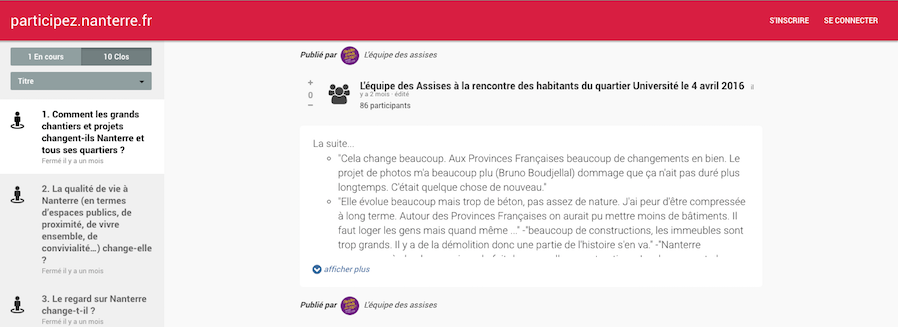 participez.nanterre.fr
S'INSCRIRE
SE CONNECTER
1 En cours
10 Clos
Titre
1. Comment les grands
chantiers et projets
changent-ils Nanterre et
tous ses quartiers ?
Fermé il y a un mois
2. La qualité de vie à
Nanterre (en termes
d'espaces publics, de
proximité, de vivre
ensemble, de
convivialité...) change-elle
?
Fermé il y a un mois
3. Le regard sur Nanterre
change-t-il ?
Fermé il y a un mois
Publié par L'équipe des assises
+
0
−
L'équipe des Assises à la rencontre des habitants du quartier Université le 4 avril 2016
y a 2 mois · édité
86 participants
La suite...
"Cela change beaucoup. Aux Provinces Françaises beaucoup de changements en bien. Le
projet de photos m'a beaucoup plu (Bruno Boudjellal) dommage que ça n'ait pas duré plus
longtemps. C'était quelque chose de nouveau."
"Elle évolue beaucoup mais trop de béton, pas assez de nature. J'ai peur d'être compressée
à long terme. Autour des Provinces Françaises on aurait pu mettre moins de bâtiments. Il
faut loger les gens mais quand même ..." -"beaucoup de constructions, les immeubles sont
trop grands. Il y a de la démolition donc une partie de l'histoire s'en va." -"Nanterre
afficher plus
Publié par L'équipe des assises